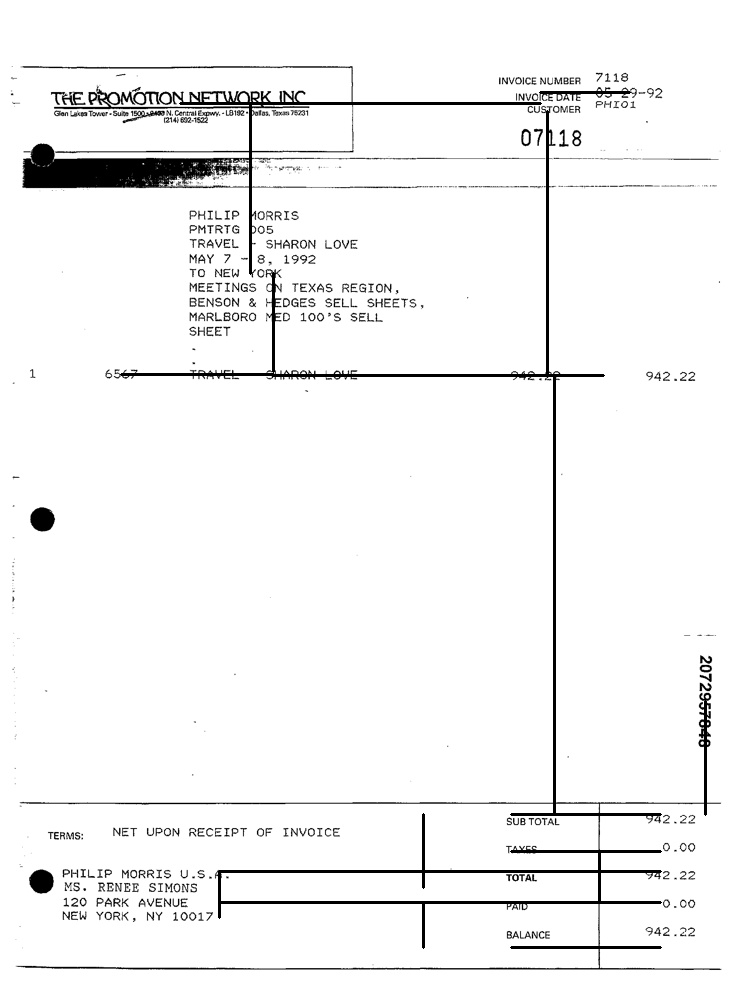 THE PROMOTION NETWORK INC
Glen Lakes Tower - Suite 1500 - N. Central Expwy. - LB182 - Dallas, Texas 75231
(214) 692-1522
INVOICE NUMBER 7118
INVOICE DATE 05-29-92
CUSTOMER PHI01
07118
PHILIP MORRIS
PMTRTG 005
TRAVEL - SHARON LOVE
MAY 7 - 8, 1992
TO NEW YORK
MEETINGS ON TEXAS REGION,
BENSON & HEDGES SELL SHEETS,
MARLBORO MED 100'S SELL
SHEET
.
.
1 6567 TRAVEL SHARON LOVE 942.22 942.22
2072957848
TERMS: NET UPON RECEIPT OF INVOICE
PHILIP MORRIS U.S.A.
MS. RENEE SIMONS
120 PARK AVENUE
NEW YORK, NY 10017
SUB TOTAL 942.22
TAXES 0.00
TOTAL 942.22
PAID 0.00
BALANCE 942.22